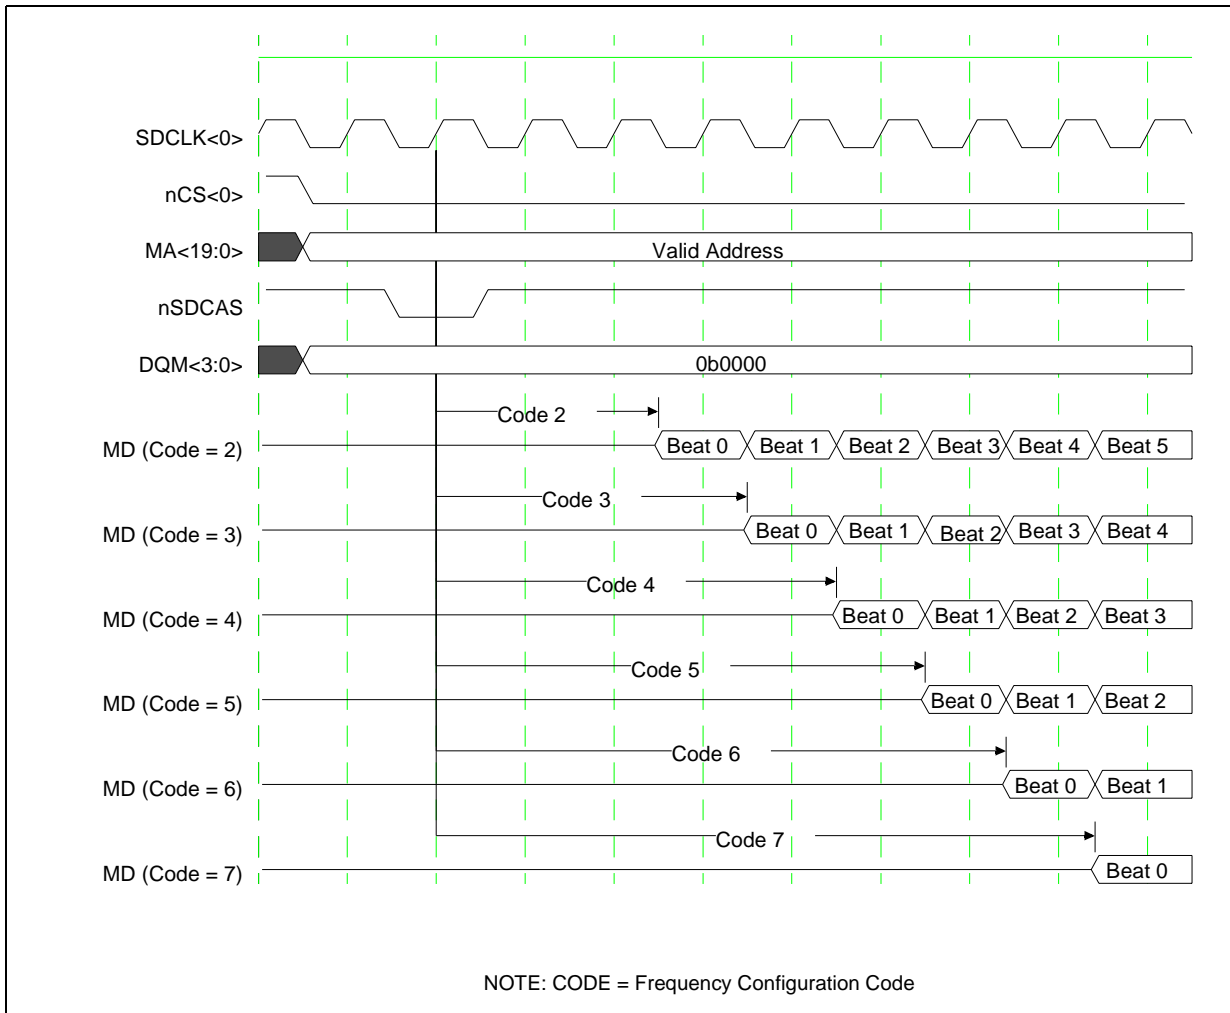 SDCLK<0>
nCS<0>
MA<19:0> Valid Address
nSDCAS
DQM<3:0> 0b0000
Code 2
MD (Code = 2) Beat 0 Beat 1 Beat 2 Beat 3 Beat 4 Beat 5
Code 3
MD (Code = 3) Beat 0 Beat 1 Beat 2 Beat 3 Beat 4
Code 4
MD (Code = 4) Beat 0 Beat 1 Beat 2 Beat 3
Code 5
MD (Code = 5) Beat 0 Beat 1 Beat 2
Code 6
MD (Code = 6) Beat 0 Beat 1
Code 7
MD (Code = 7) Beat 0
NOTE: CODE = Frequency Configuration Code